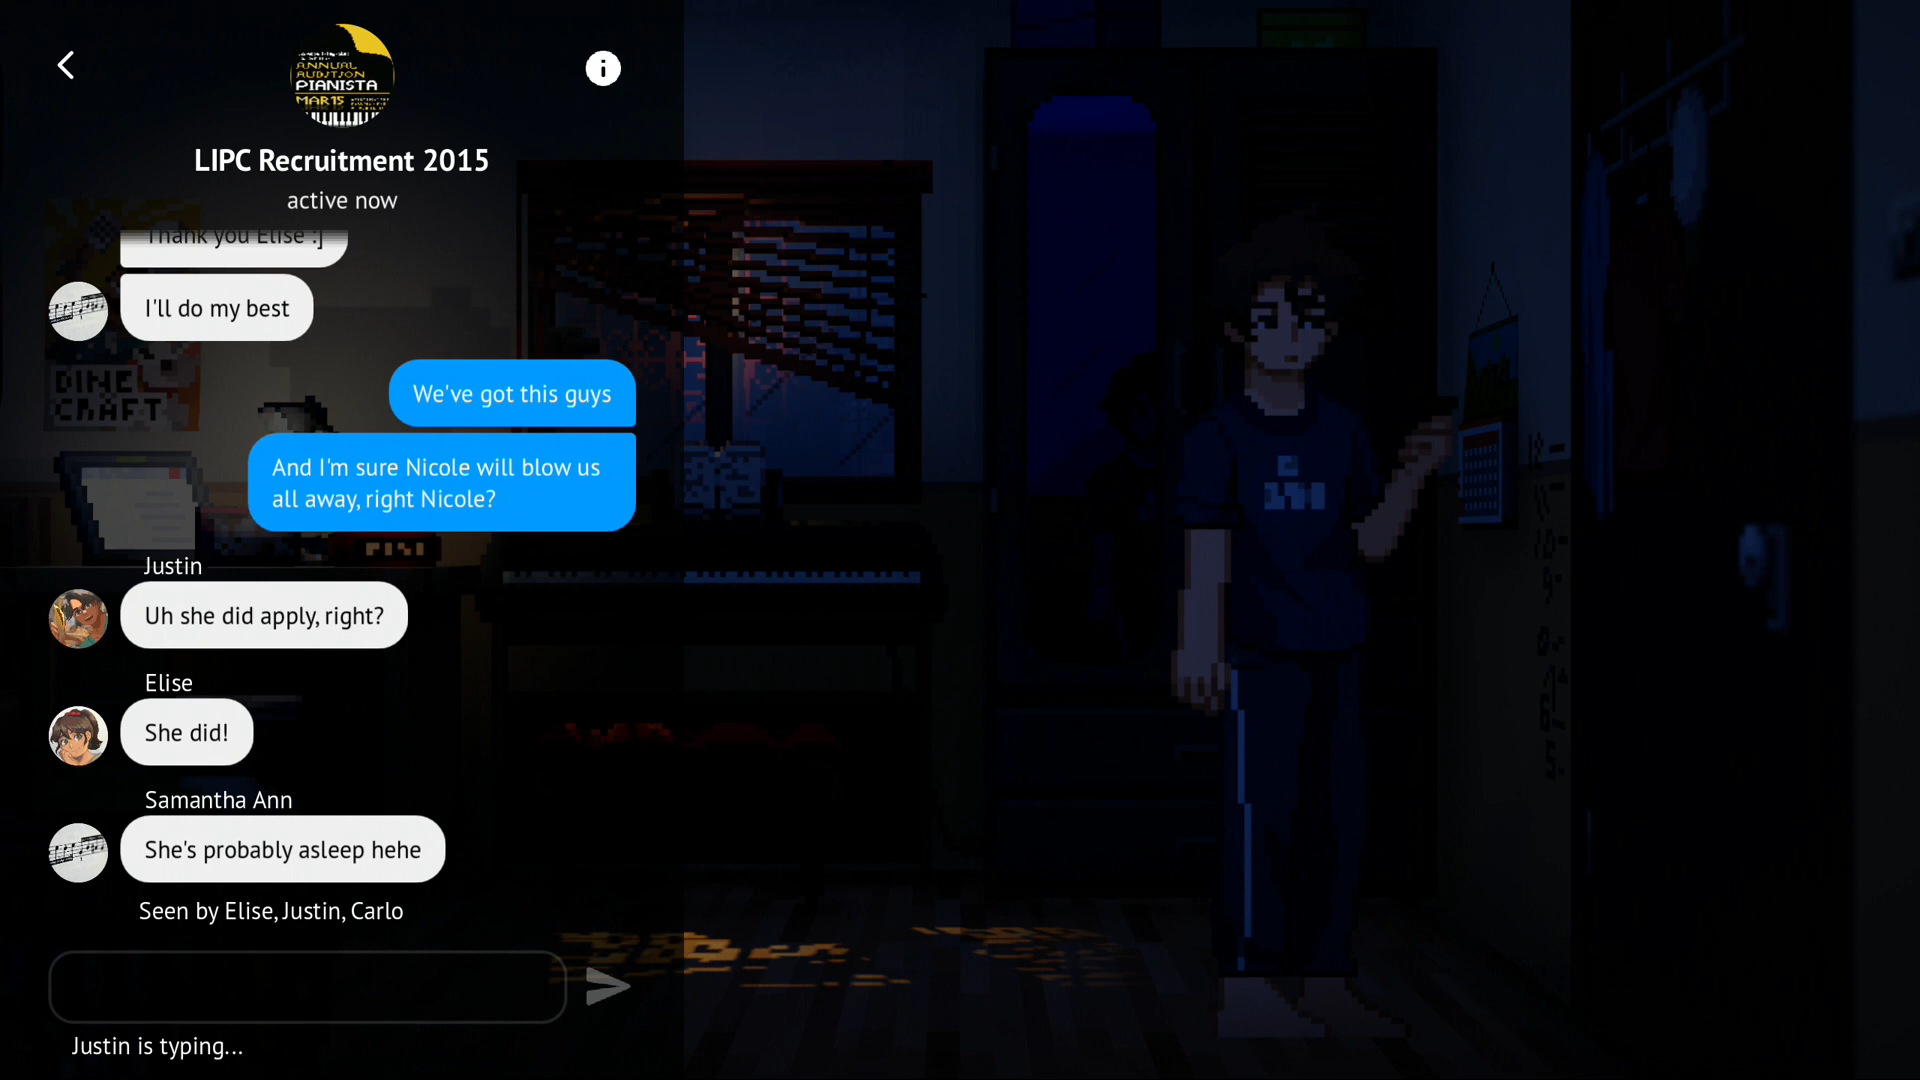 ANNUAL
AUDITION
PIANISTA
MAR15
LIPC Recruitment 2015
active now
Thank you Elise :]
I'll do my best
We've got this guys
And I'm sure Nicole will blow us
all away, right Nicole?
Justin
Uh she did apply, right?
Elise
She did!
Samantha Ann
She's probably asleep hehe
Seen by Elise, Justin, Carlo
Justin is typing...
DINE
CRAFT